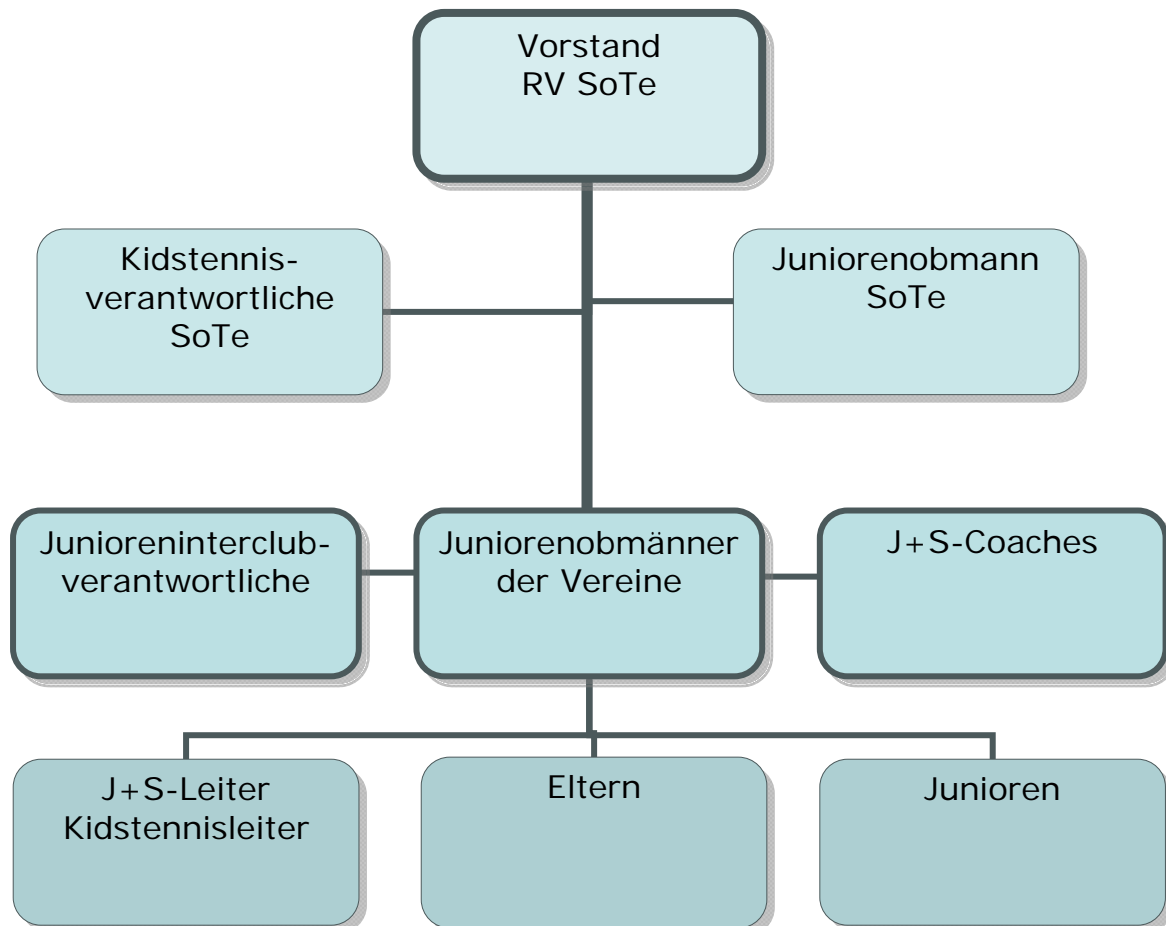 Vorstand
RV SoTe
Kidstennis-
verantwortliche
SoTe
Juniorenobmann
SoTe
Junioreninterclub-
verantwortliche
Juniorenobmänner
der Vereine
J+S-Coaches
J+S-Leiter
Kidstennisleiter
Eltern
Junioren